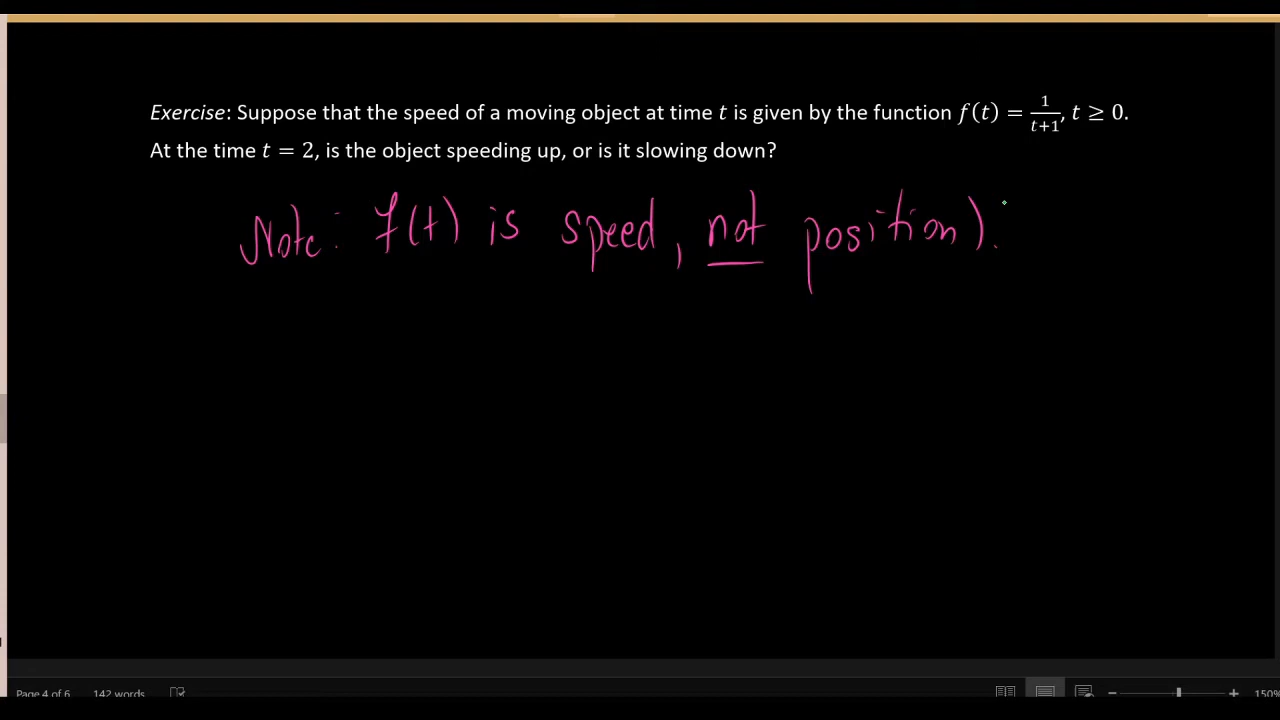 Exercise: Suppose that the speed of a moving object at time t is given by the function f(t) = 1/(t+1), t ≥ 0.
At the time t = 2, is the object speeding up, or is it slowing down?
Note: f(t) is speed, not position).
Page 4 of 6 142 words 150%